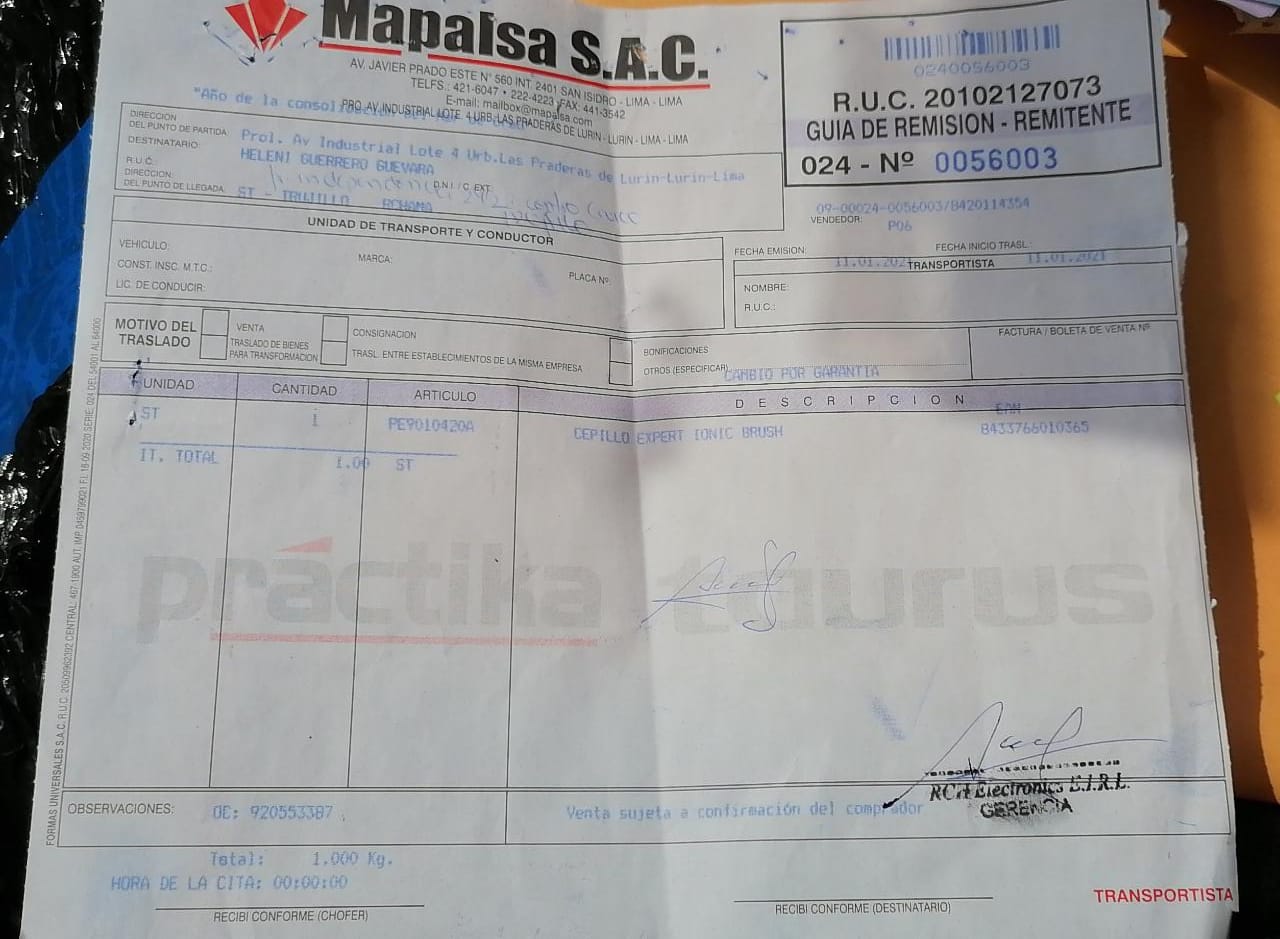 Mapalsa S.A.C.
AV. JAVIER PRADO ESTE N° 560 INT. 2401 SAN ISIDRO - LIMA - LIMA
TELFS.: 421-6047 • 222-4223 FAX: 441-3542
E-mail: mailbox@mapalsa.com
PRO. AV. INDUSTRIAL LOTE. 4 URB. LAS PRADERAS DE LURIN - LURIN - LIMA - LIMA
"Año de la
0240056003
R.U.C. 20102127073
GUIA DE REMISION - REMITENTE
024 - Nº 0056003
DIRECCION
DEL PUNTO DE PARTIDA: Prol. Av Industrial Lote 4 Urb.Las Praderas de Lurin-Lurin-Lima
DESTINATARIO: HELENI GUERRERO GUEVARA
R.U.C.: D.N.I. / C. EXT.
DIRECCION:
DEL PUNTO DE LLEGADA: ST - TRUJILLO
09-00024-0056003/8420114354
VENDEDOR: P06
UNIDAD DE TRANSPORTE Y CONDUCTOR
VEHICULO: MARCA:
CONST. INSC. M.T.C.: PLACA Nº:
LIC. DE CONDUCIR:
FECHA EMISION: FECHA INICIO TRASL.:
11.01.2021
TRANSPORTISTA
NOMBRE:
R.U.C.:
MOTIVO DEL TRASLADO
VENTA
TRASLADO DE BIENES PARA TRANSFORMACION
CONSIGNACION
TRASL. ENTRE ESTABLECIMIENTOS DE LA MISMA EMPRESA
BONIFICACIONES
OTROS (ESPECIFICAR) CAMBIO POR GARANTIA
FACTURA / BOLETA DE VENTA Nº
UNIDAD CANTIDAD ARTICULO DESCRIPCION
EAN
ST 1 PE9010420A CEPILLO EXPERT IONIC BRUSH 8433766010365
IT. TOTAL 1.00 ST
práctika taurus
RCH Electronics E.I.R.L.
GERENCIA
OBSERVACIONES: OE: 920553387 Venta sujeta a confirmación del comprador
Total: 1.000 Kg.
HORA DE LA CITA: 00:00:00
RECIBI CONFORME (CHOFER)
RECIBI CONFORME (DESTINATARIO)
TRANSPORTISTA